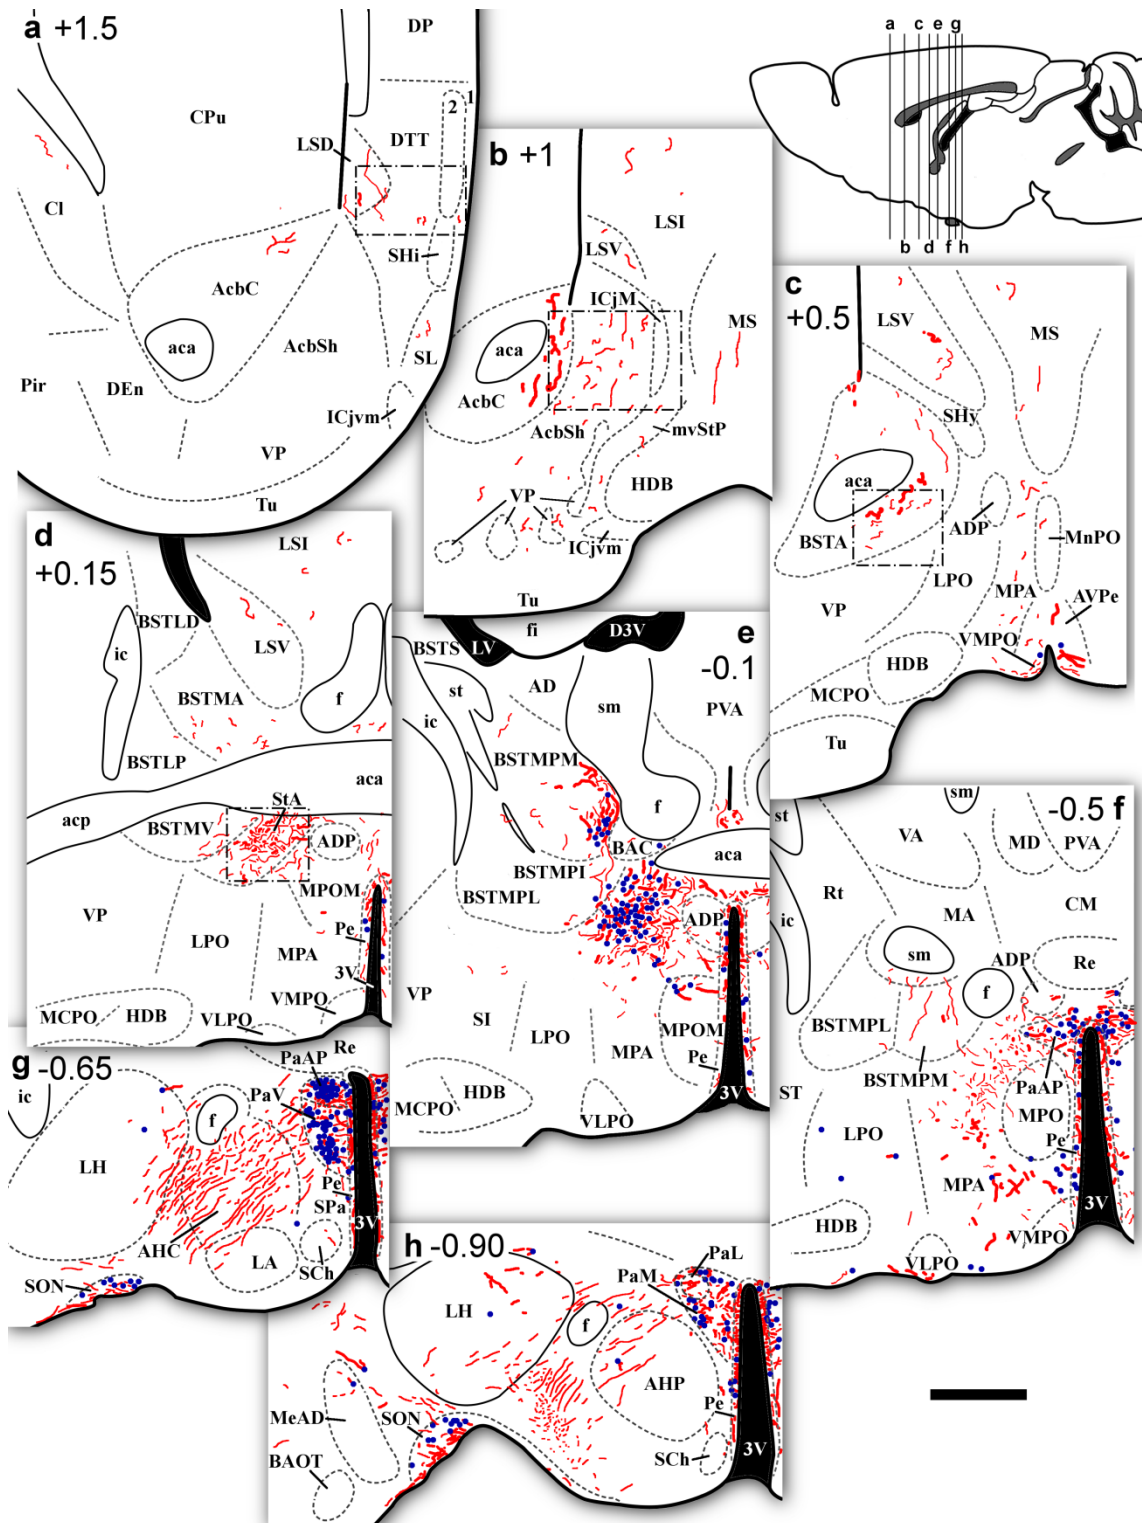 a +1.5
DP
CPu
2
1
LSD
DTT
Cl
SHi
AcbC
aca
AcbSh
SL
Pir
DEn
ICjvm
VP
Tu
a c e g
b d f h
b +1
LSI
LSV
ICjM
MS
aca
AcbC
AcbSh
mvStP
VP
HDB
ICjvm
Tu
c
+0.5
LSV
MS
SHy
aca
ADP
BSTA
MnPO
LPO
MPA
AVPe
VP
VMPO
HDB
MCPO
Tu
d
+0.15
LSI
BSTLD
ic
LSV
BSTMA
f
BSTLP
aca
StA
acp
BSTMV
ADP
MPOM
VP
Pe
LPO
MPA
3V
VMPO
MCPO
HDB
VLPO
e
-0.1
fi
D3V
BSTS
LV
st
AD
ic
sm
PVA
BSTMPM
f
BAC
aca
BSTMPI
BSTMPL
ADP
VP
SI
LPO
MPOM
MPA
Pe
HDB
MCPO
3V
VLPO
-0.5 f
sm
st
VA
MD
PVA
Rt
ic
MA
CM
sm
ADP
Re
f
BSTMPL
BSTMPM
PaAP
ST
MPO
LPO
Pe
MPA
HDB
3V
VMPO
VLPO
g -0.65
PaAP
Re
ic
PaV
f
LH
Pe
SPa
3V
AHC
LA
SCh
SON
h -0.90
PaL
PaM
LH
f
AHP
MeAD
SON
Pe
BAOT
SCh
3V